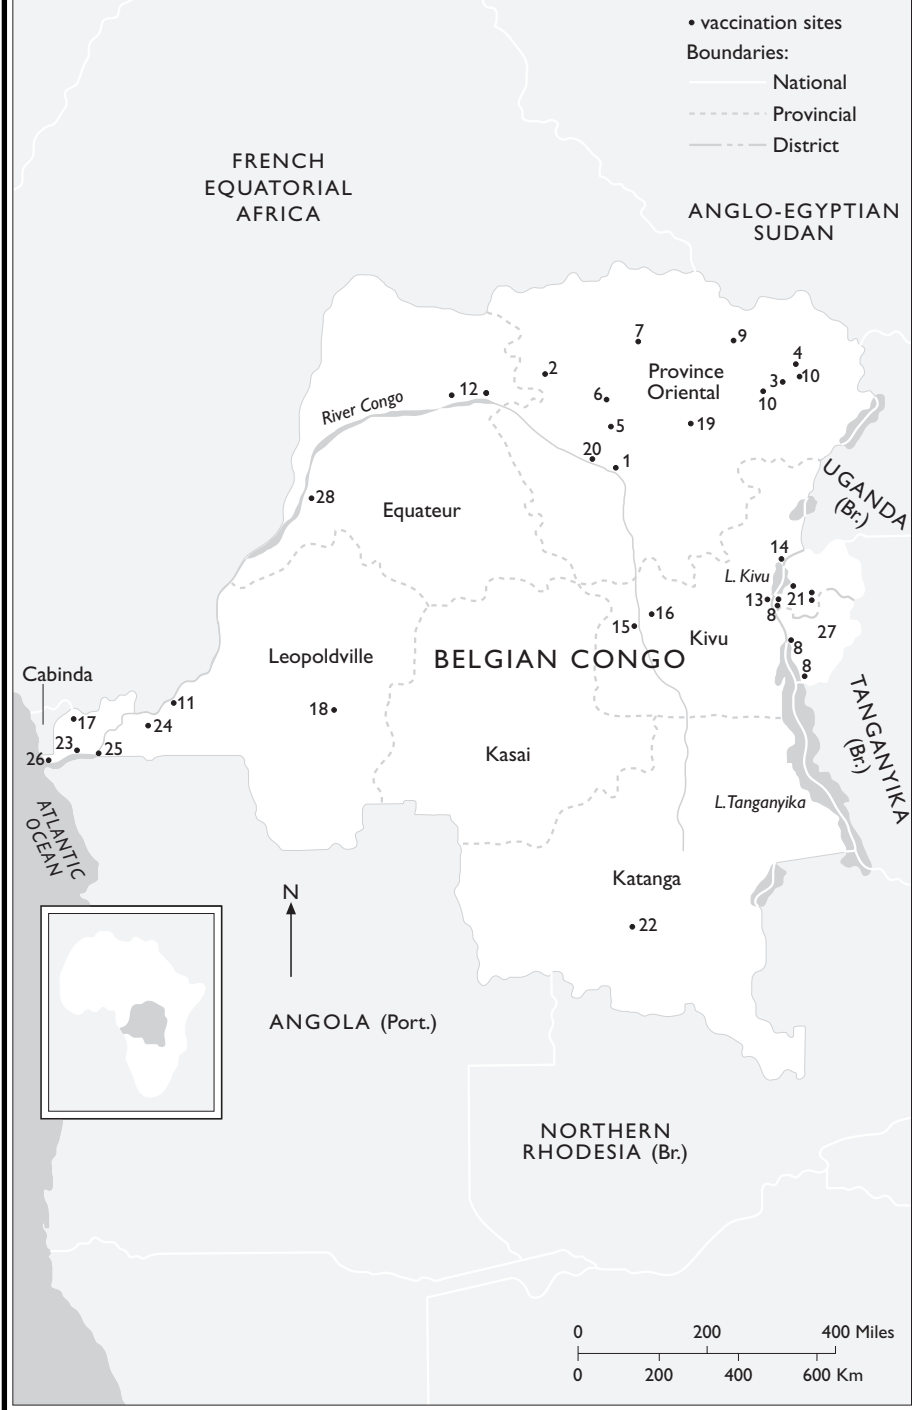 • vaccination sites
Boundaries:
National
Provincial
District
FRENCH
EQUATORIAL
AFRICA
ANGLO-EGYPTIAN
SUDAN
7
9
4
2
Province
Oriental
3
10
12
6
10
River Congo
5
19
20
1
28
Equateur
UGANDA
(Br.)
14
L. Kivu
13
21
8
16
15
Kivu
27
8
Leopoldville
BELGIAN CONGO
8
Cabinda
11
18
17
24
TANGANYIKA
(Br.)
23
25
26
Kasai
ATLANTIC
OCEAN
L.Tanganyika
Katanga
N
22
ANGOLA (Port.)
NORTHERN
RHODESIA (Br.)
0 200 400 Miles
0 200 400 600 Km